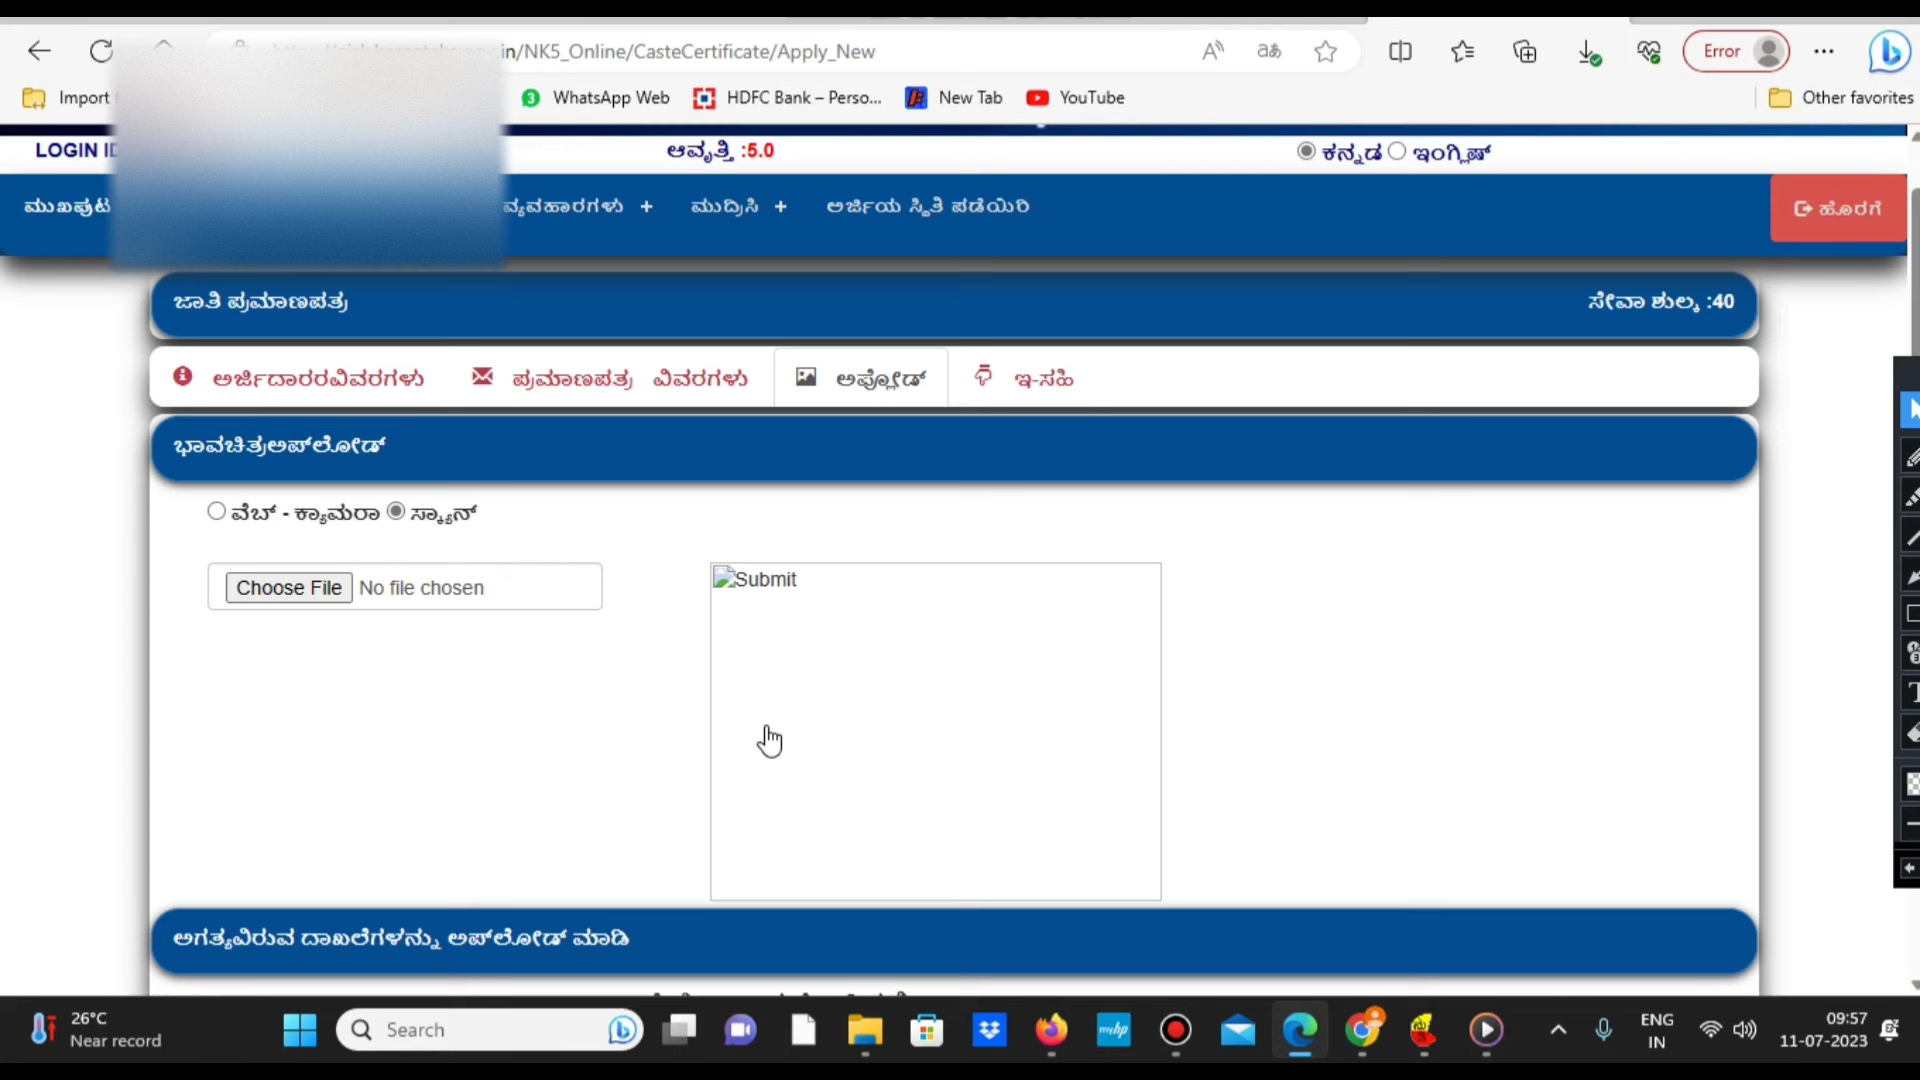 in/NK5_Online/CasteCertificate/Apply_New
Error
Import
WhatsApp Web
HDFC Bank – Perso...
New Tab
YouTube
Other favorites
LOGIN ID
ಆವೃತ್ತಿ :5.0
ಕನ್ನಡ ಇಂಗ್ಲಿಷ್
ಮುಖಪುಟ
ವ್ಯವಹಾರಗಳು +
ಮುದ್ರಿಸಿ +
ಅರ್ಜಿಯ ಸ್ಥಿತಿ ಪಡೆಯಿರಿ
ಹೊರಗೆ
ಜಾತಿ ಪ್ರಮಾಣಪತ್ರ
ಸೇವಾ ಶುಲ್ಕ :40
ಅರ್ಜಿದಾರರವಿವರಗಳು
ಪ್ರಮಾಣಪತ್ರ ವಿವರಗಳು
ಅಪ್ಲೋಡ್
ಇ-ಸಹಿ
ಭಾವಚಿತ್ರಅಪ್‌ಲೋಡ್
ವೆಬ್ - ಕ್ಯಾಮರಾ ಸ್ಕ್ಯಾನ್
Choose File No file chosen
Submit
ಅಗತ್ಯವಿರುವ ದಾಖಲೆಗಳನ್ನು ಅಪ್‌ಲೋಡ್ ಮಾಡಿ
26°C
Near record
Search
ENG
IN
09:57
11-07-2023